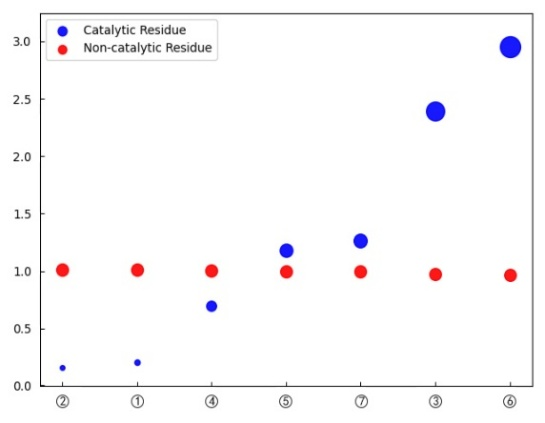 Catalytic Residue
Non-catalytic Residue
3.0
2.5
2.0
1.5
1.0
0.5
0.0
② ① ④ ⑤ ⑦ ③ ⑥